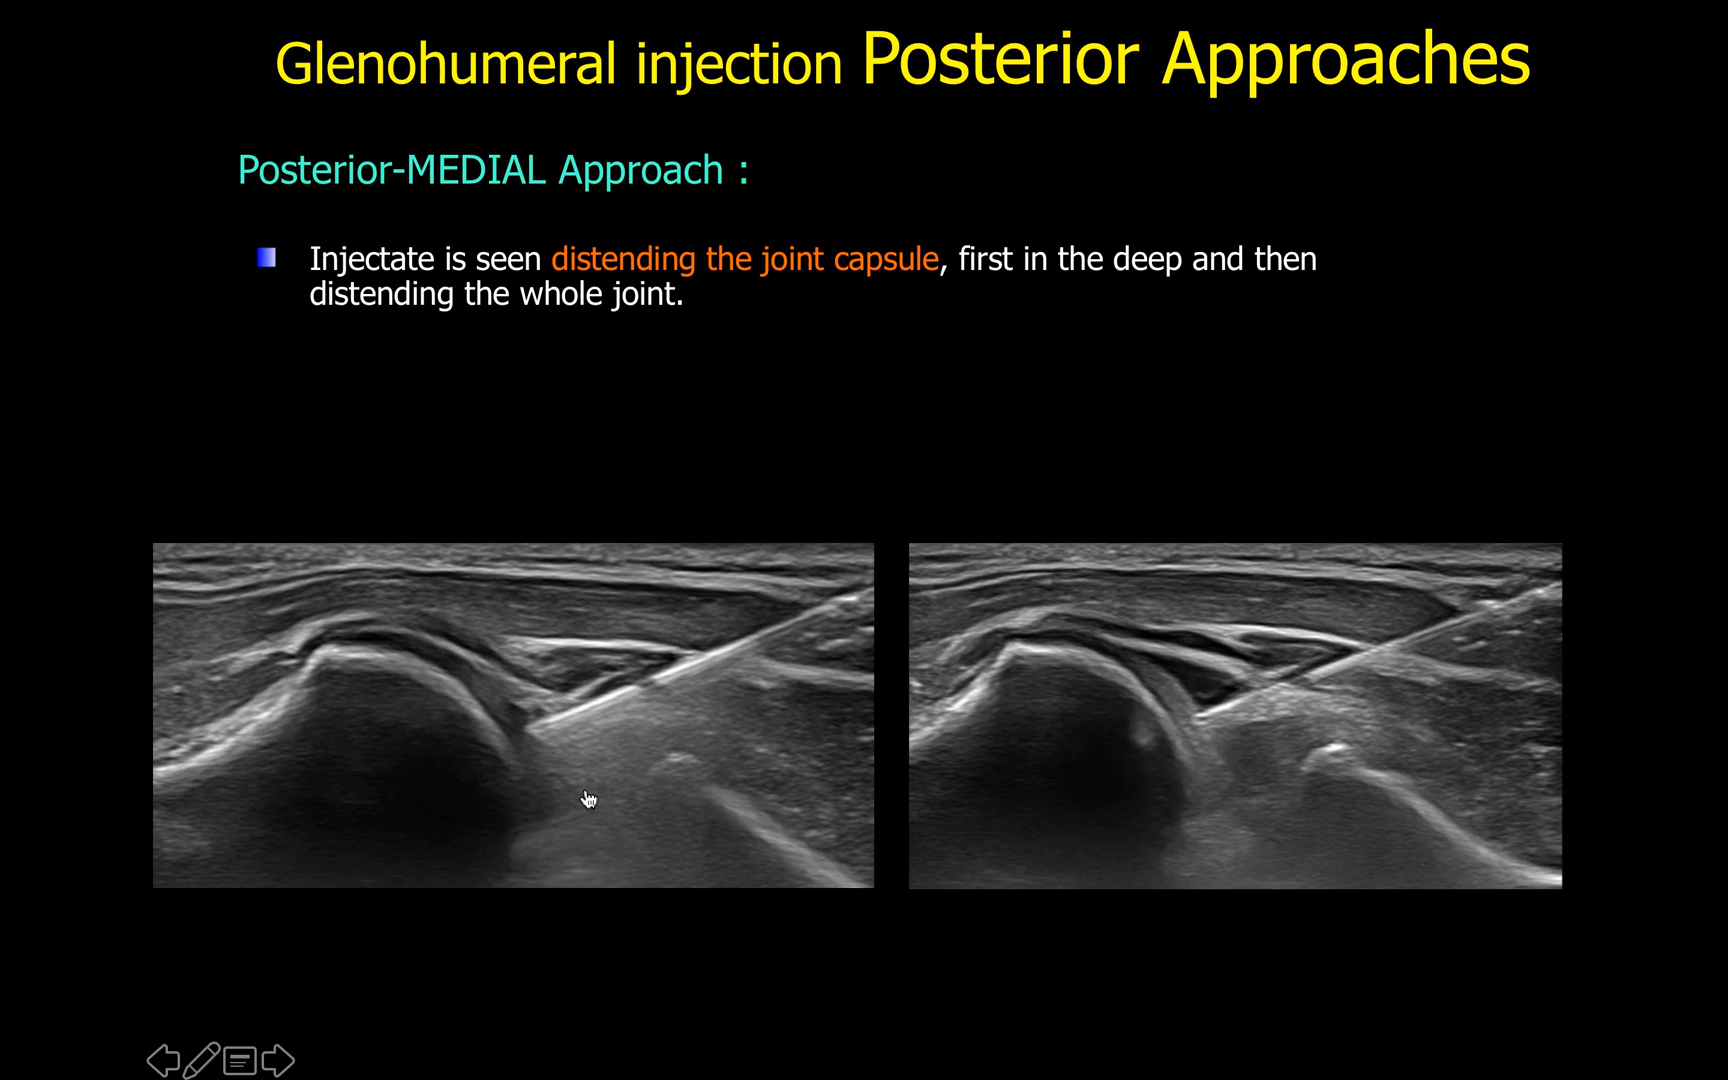 Glenohumeral injection Posterior Approaches
Posterior-MEDIAL Approach :
Injectate is seen distending the joint capsule, first in the deep and then
distending the whole joint.